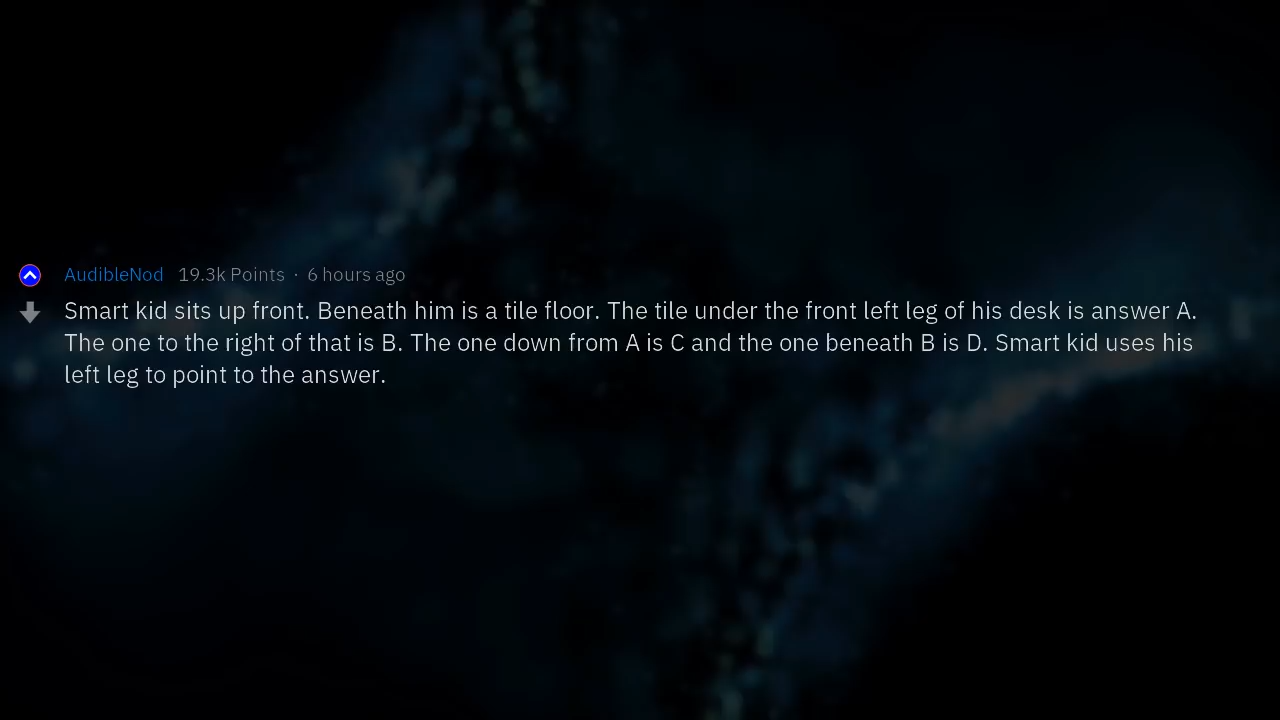 AudibleNod 19.3k Points · 6 hours ago
Smart kid sits up front. Beneath him is a tile floor. The tile under the front left leg of his desk is answer A.
The one to the right of that is B. The one down from A is C and the one beneath B is D. Smart kid uses his
left leg to point to the answer.